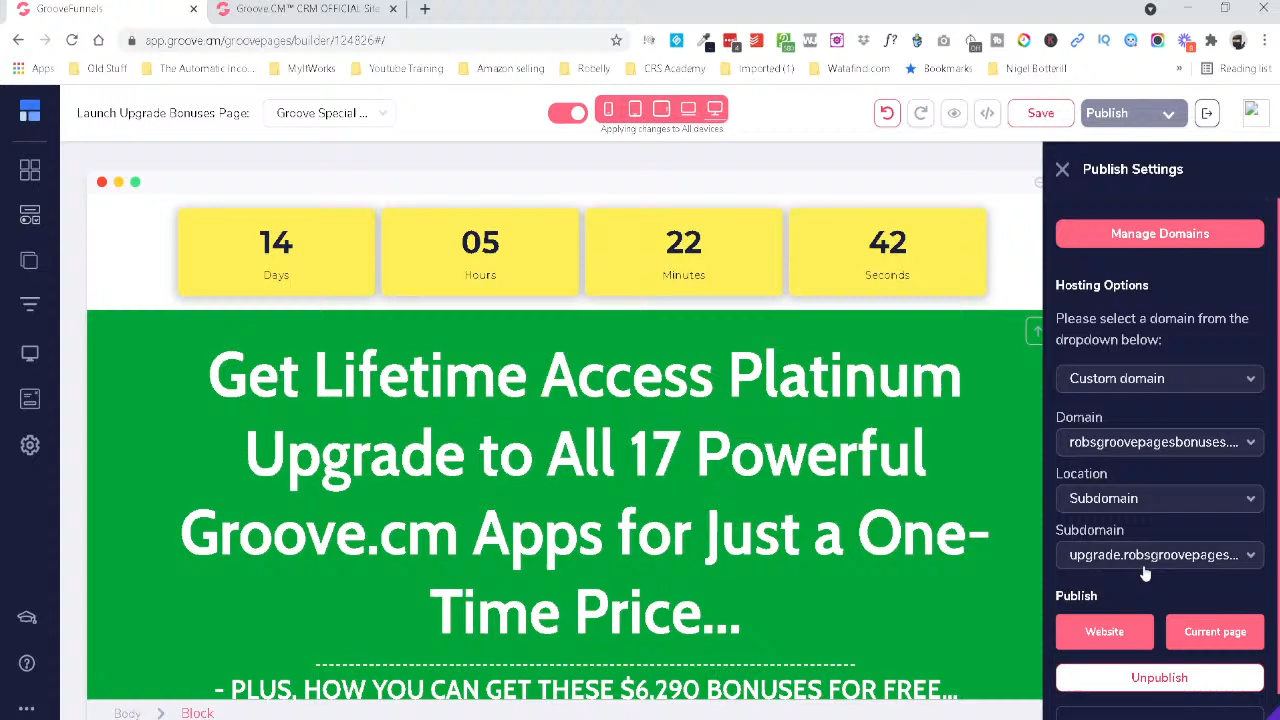 GrooveFunnels
Groove.CM™ CRM OFFICIAL Site
app.groove.cm/groovepages/builder/124826#/
Apps
Old Stuff
The Automatic Inco...
MyItWorks
Youtube Training
Amazon selling
Robelly
CRS Academy
Imported (1)
Watafind.com
Bookmarks
Nigel Botterill
»
Reading list
Launch Upgrade Bonuses Page:
Groove Special ...
Applying changes to All devices
Save
Publish
Publish Settings
Manage Domains
Hosting Options
Please select a domain from the
dropdown below:
Custom domain
Domain
robsgroovepagesbonuses....
Location
Subdomain
Subdomain
upgrade.robsgroovepages...
Publish
Website
Current page
Unpublish
14
Days
05
Hours
22
Minutes
42
Seconds
Get Lifetime Access Platinum
Upgrade to All 17 Powerful
Groove.cm Apps for Just a One-
Time Price...
- PLUS, HOW YOU CAN GET THESE $6,290 BONUSES FOR FREE...
Body
Block